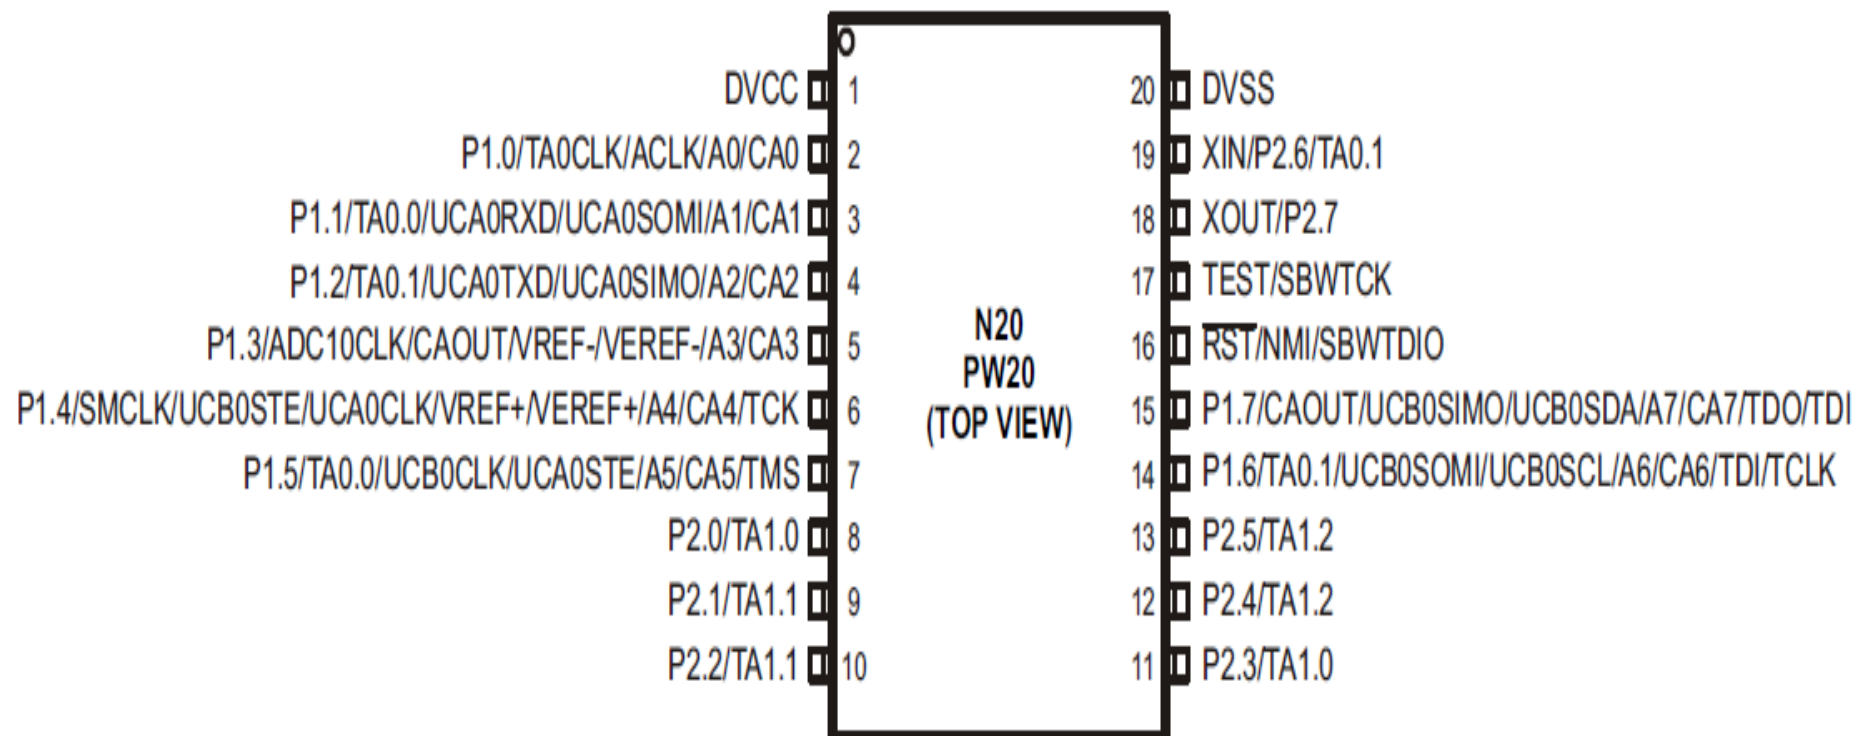 DVCC 1 20 DVSS
P1.0/TA0CLK/ACLK/A0/CA0 2 19 XIN/P2.6/TA0.1
P1.1/TA0.0/UCA0RXD/UCA0SOMI/A1/CA1 3 18 XOUT/P2.7
P1.2/TA0.1/UCA0TXD/UCA0SIMO/A2/CA2 4 17 TEST/SBWTCK
P1.3/ADC10CLK/CAOUT/VREF-/VEREF-/A3/CA3 5 16 RST/NMI/SBWTDIO
P1.4/SMCLK/UCB0STE/UCA0CLK/VREF+/VEREF+/A4/CA4/TCK 6 15 P1.7/CAOUT/UCB0SIMO/UCB0SDA/A7/CA7/TDO/TDI
P1.5/TA0.0/UCB0CLK/UCA0STE/A5/CA5/TMS 7 14 P1.6/TA0.1/UCB0SOMI/UCB0SCL/A6/CA6/TDI/TCLK
P2.0/TA1.0 8 13 P2.5/TA1.2
P2.1/TA1.1 9 12 P2.4/TA1.2
P2.2/TA1.1 10 11 P2.3/TA1.0
N20
PW20
(TOP VIEW)